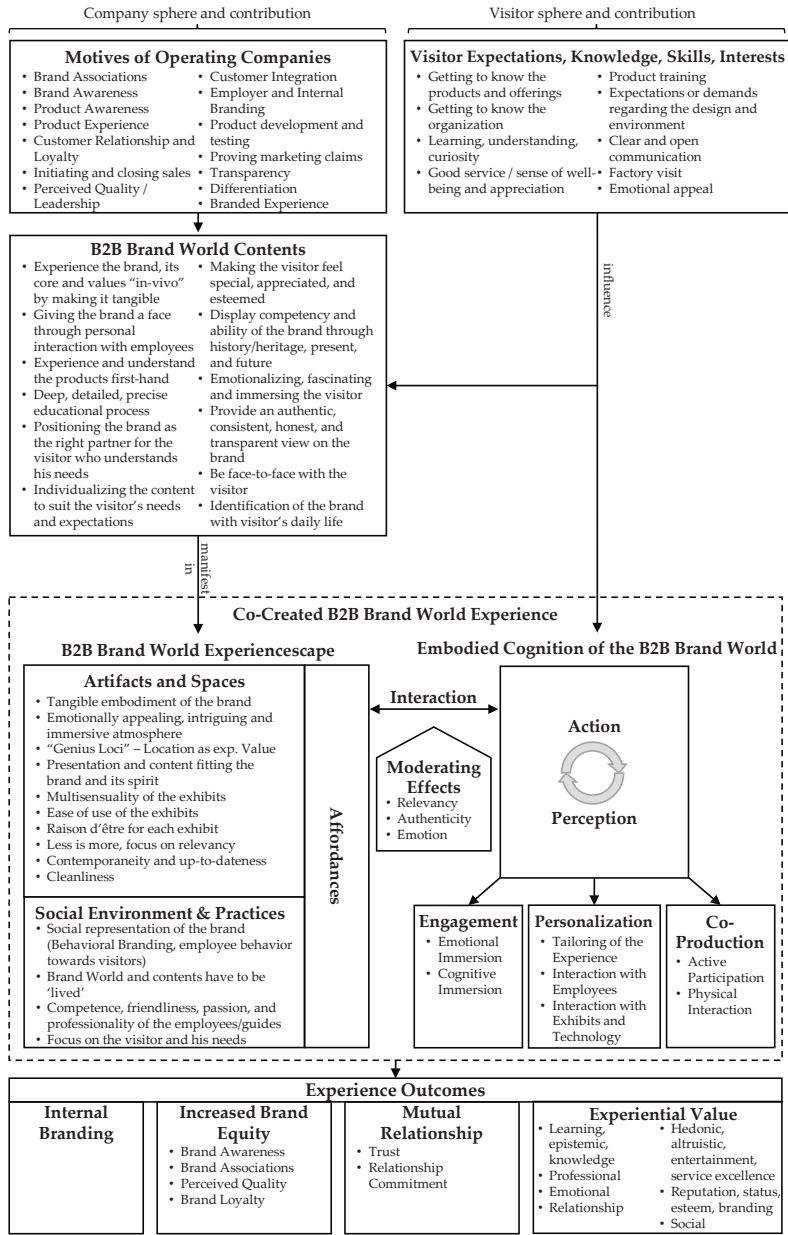 Company sphere and contribution
Visitor sphere and contribution
Motives of Operating Companies
• Brand Associations
• Brand Awareness
• Product Awareness
• Product Experience
• Customer Relationship and
Loyalty
• Initiating and closing sales
• Perceived Quality /
Leadership
• Customer Integration
• Employer and Internal
Branding
• Product development and
testing
• Proving marketing claims
• Transparency
• Differentiation
• Branded Experience
Visitor Expectations, Knowledge, Skills, Interests
• Getting to know the
products and offerings
• Getting to know the
organization
• Learning, understanding,
curiosity
• Good service / sense of well-
being and appreciation
• Product training
• Expectations or demands
regarding the design and
environment
• Clear and open
communication
• Factory visit
• Emotional appeal
B2B Brand World Contents
• Experience the brand, its
core and values “in-vivo”
by making it tangible
• Giving the brand a face
through personal
interaction with employees
• Experience and understand
the products first-hand
• Deep, detailed, precise
educational process
• Positioning the brand as
the right partner for the
visitor who understands
his needs
• Individualizing the content
to suit the visitor’s needs
and expectations
• Making the visitor feel
special, appreciated, and
esteemed
• Display competency and
ability of the brand through
history/heritage, present,
and future
• Emotionalizing, fascinating
and immersing the visitor
• Provide an authentic,
consistent, honest, and
transparent view on the
brand
• Be face-to-face with the
visitor
• Identification of the brand
with visitor’s daily life
influence
manifest
in
Co-Created B2B Brand World Experience
B2B Brand World Experiencescape
Artifacts and Spaces
• Tangible embodiment of the brand
• Emotionally appealing, intriguing and
immersive atmosphere
• “Genius Loci” – Location as exp. Value
• Presentation and content fitting the
brand and its spirit
• Multisensuality of the exhibits
• Ease of use of the exhibits
• Raison d’être for each exhibit
• Less is more, focus on relevancy
• Contemporaneity and up-to-dateness
• Cleanliness
Social Environment & Practices
• Social representation of the brand
(Behavioral Branding, employee behavior
towards visitors)
• Brand World and contents have to be
‘lived’
• Competence, friendliness, passion, and
professionality of the employees/guides
• Focus on the visitor and his needs
Affordances
Interaction
Moderating
Effects
• Relevancy
• Authenticity
• Emotion
Embodied Cognition of the B2B Brand World
Action
Perception
Engagement
• Emotional
Immersion
• Cognitive
Immersion
Personalization
• Tailoring of the
Experience
• Interaction with
Employees
• Interaction with
Exhibits and
Technology
Co-
Production
• Active
Participation
• Physical
Interaction
Experience Outcomes
Internal
Branding
Increased Brand
Equity
• Brand Awareness
• Brand Associations
• Perceived Quality
• Brand Loyalty
Mutual
Relationship
• Trust
• Relationship
Commitment
Experiential Value
• Learning,
epistemic,
knowledge
• Professional
• Emotional
• Relationship
• Hedonic,
altruistic,
entertainment,
service excellence
• Reputation, status,
esteem, branding
• Social